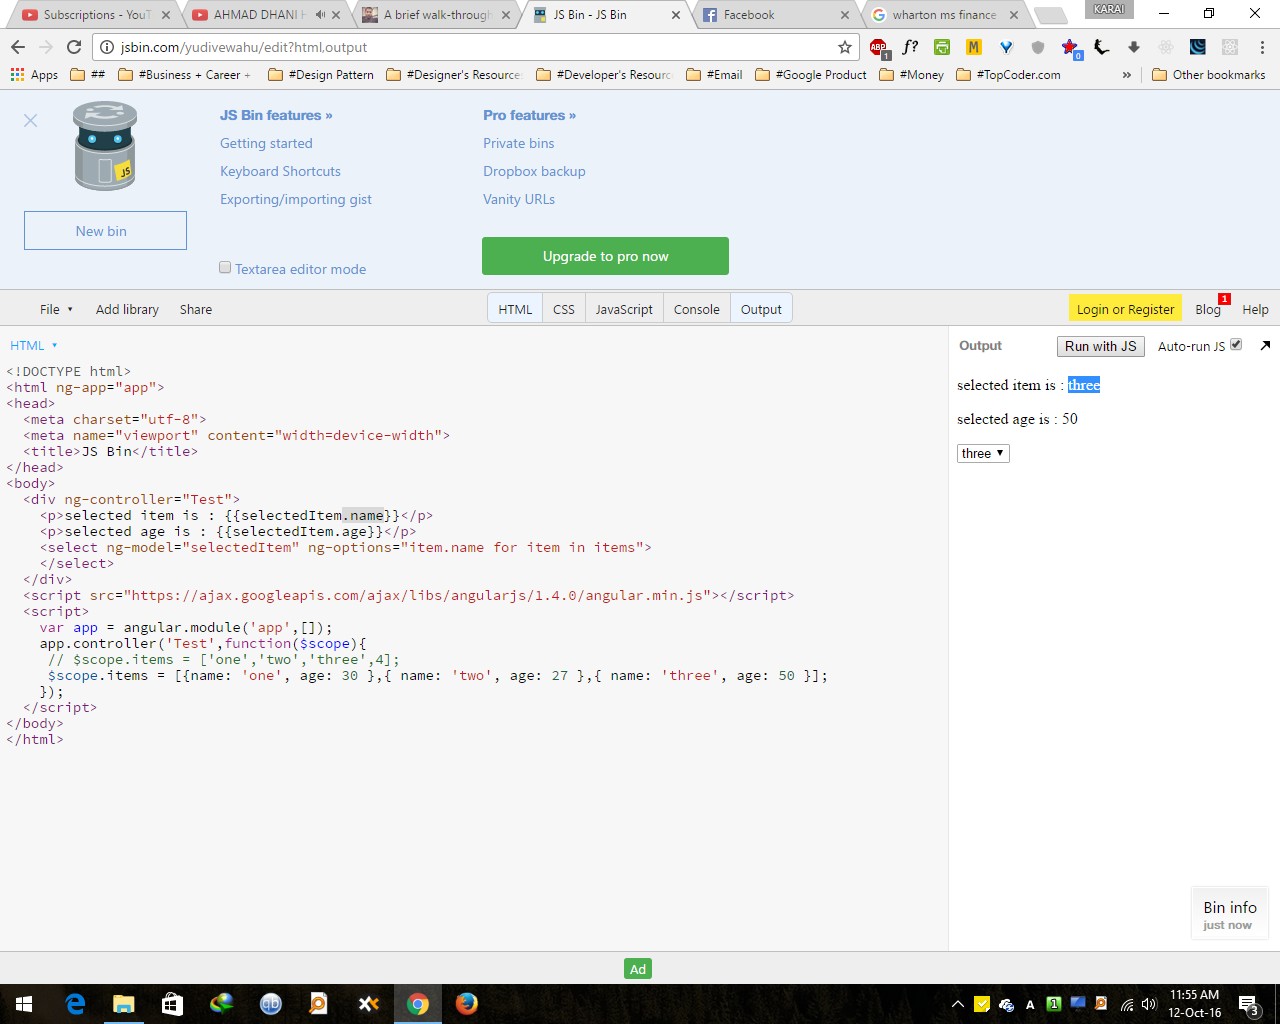 Subscriptions - YouT
AHMAD DHANI H
A brief walk-through
JS Bin - JS Bin
Facebook
wharton ms finance
KARAI
jsbin.com/yudivewahu/edit?html,output
ABP
1
f?
M
0
Apps
##
#Business + Career +
#Design Pattern
#Designer's Resource
#Developer's Resourc
#Email
#Google Product
#Money
#TopCoder.com
»
Other bookmarks
JS
New bin
JS Bin features »
Getting started
Keyboard Shortcuts
Exporting/importing gist
Textarea editor mode
Pro features »
Private bins
Dropbox backup
Vanity URLs
Upgrade to pro now
File
Add library
Share
HTML
CSS
JavaScript
Console
Output
Login or Register
Blog
1
Help
HTML
<!DOCTYPE html>
<html ng-app="app">
<head>
<meta charset="utf-8">
<meta name="viewport" content="width=device-width">
<title>JS Bin</title>
</head>
<body>
<div ng-controller="Test">
<p>selected item is : {{selectedItem.name}}</p>
<p>selected age is : {{selectedItem.age}}</p>
<select ng-model="selectedItem" ng-options="item.name for item in items">
</select>
</div>
<script src="https://ajax.googleapis.com/ajax/libs/angularjs/1.4.0/angular.min.js"></script>
<script>
var app = angular.module('app',[]);
app.controller('Test',function($scope){
// $scope.items = ['one','two','three',4];
$scope.items = [{name: 'one', age: 30 },{ name: 'two', age: 27 },{ name: 'three', age: 50 }];
});
</script>
</body>
</html>
Output
Run with JS
Auto-run JS
selected item is : three
selected age is : 50
three
Bin info
just now
Ad
qb
A
1
11:55 AM
12-Oct-16
3